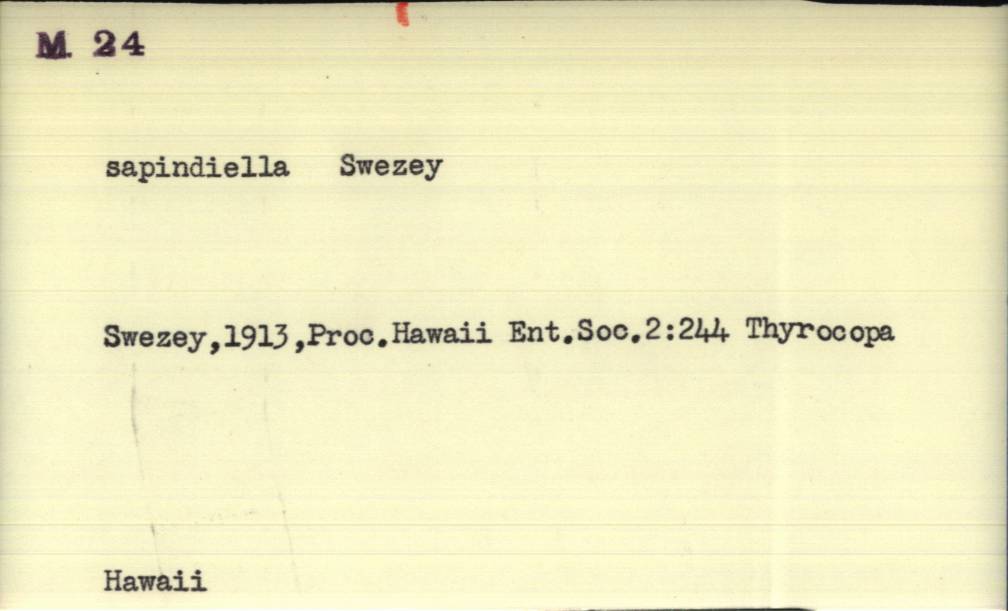 M. 24
sapindiella Swezey
Swezey,1913,Proc.Hawaii Ent.Soc.2:244 Thyrocopa
Hawaii